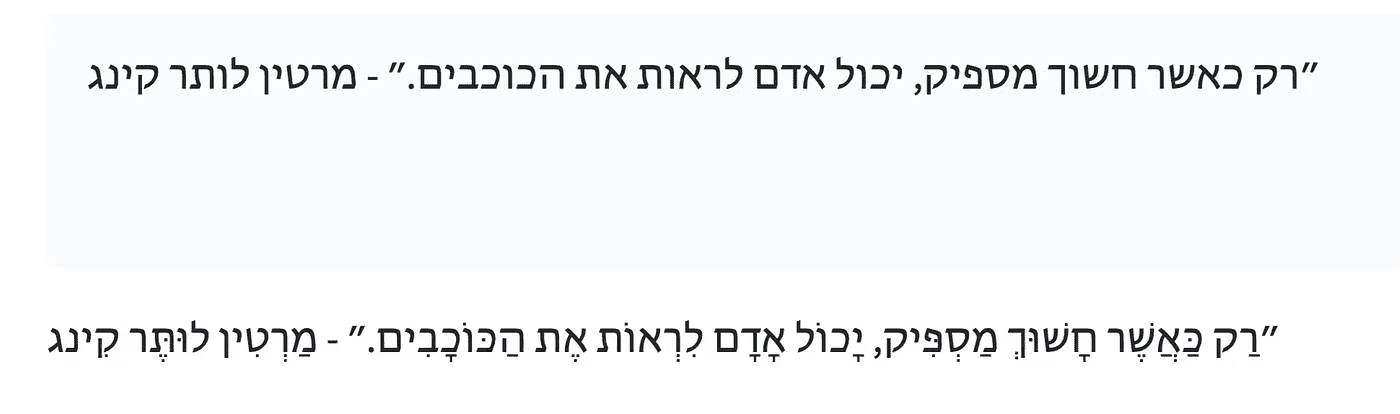 ״רק כאשר חשוך מספיק, יכול אדם לראות את הכוכבים.״ - מרטין לותר קינג
״רַק כַּאֲשֶׁר חָשׁוּךְ מַסְפִּיק, יָכוֹל אָדָם לִרְאוֹת אֶת הַכּוֹכָבִים.״ - מַרְטִין לוּתֶּר קִינג